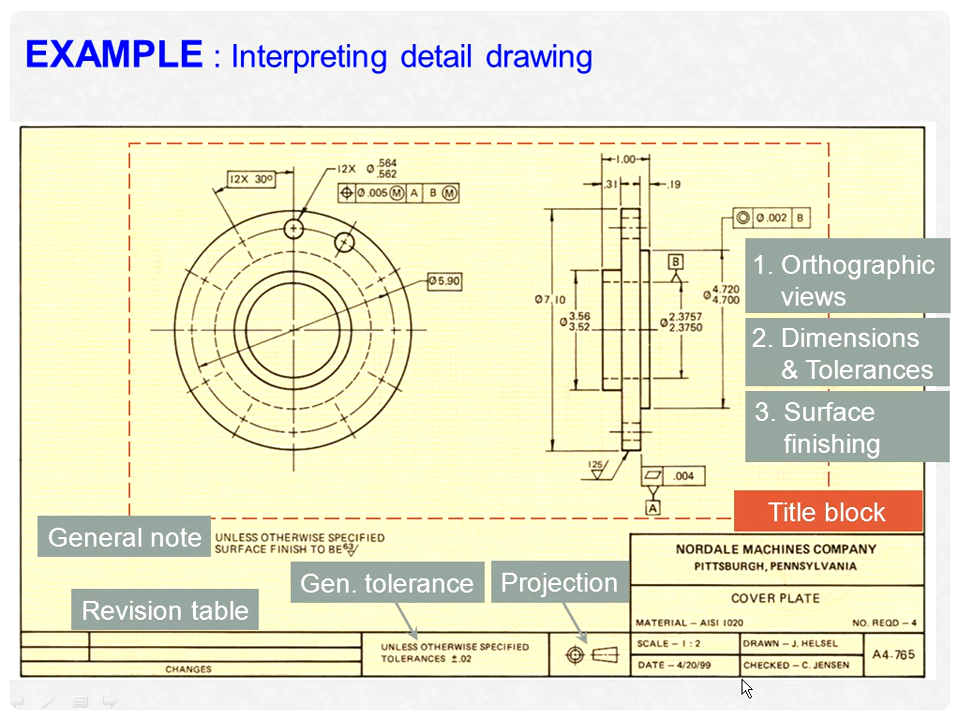 EXAMPLE : Interpreting detail drawing
12X 30º
12X Ø .564
.562
Ø .005 Ⓜ A B Ⓜ
Ø 5.90
1.00
.31
.19
Ø .002 B
B
Ø 7.10
Ø 3.56
3.52
Ø 2.3757
2.3750
Ø 4.720
4.700
125
.004
A
1. Orthographic
views
2. Dimensions
& Tolerances
3. Surface
finishing
Title block
General note
UNLESS OTHERWISE SPECIFIED
SURFACE FINISH TO BE 63
Gen. tolerance
Projection
Revision table
NORDALE MACHINES COMPANY
PITTSBURGH, PENNSYLVANIA
COVER PLATE
MATERIAL – AISI 1020
NO. REQD – 4
UNLESS OTHERWISE SPECIFIED
TOLERANCES ±.02
CHANGES
SCALE – 1 : 2
DRAWN – J. HELSEL
DATE – 4/20/99
CHECKED – C. JENSEN
A4-765